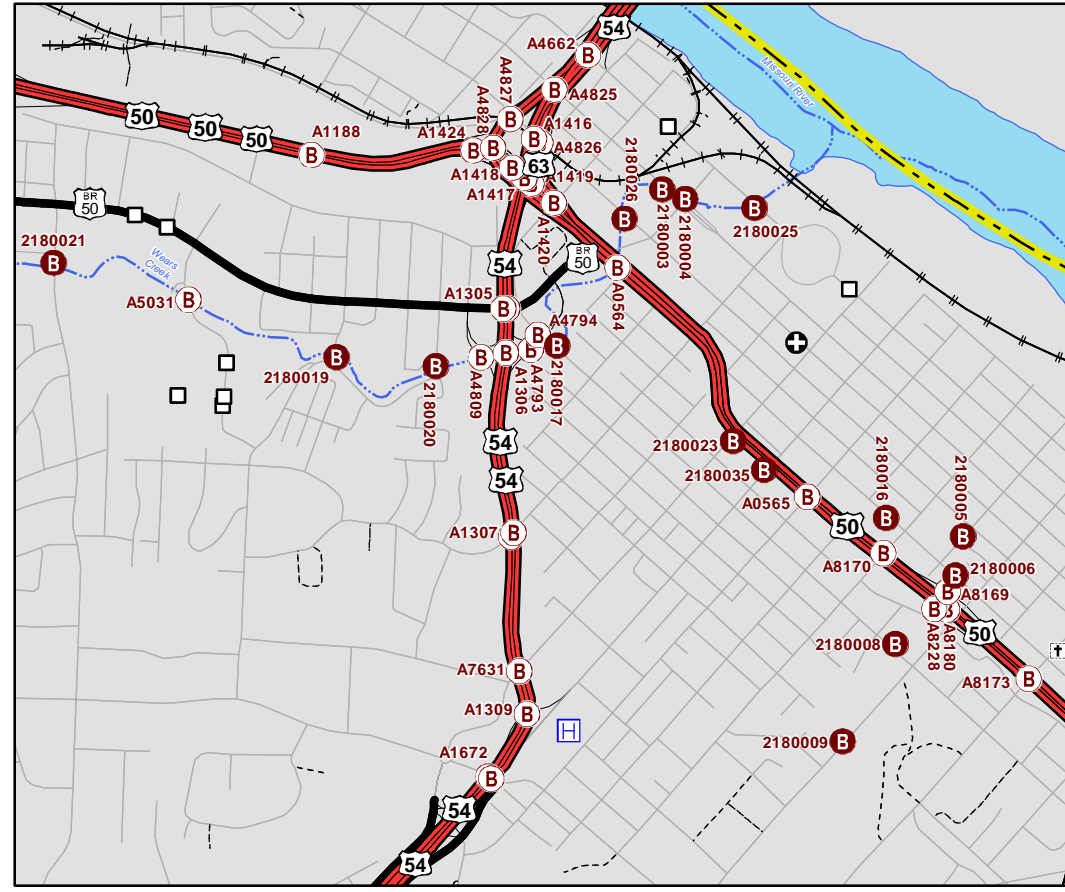 54
A4662
B
A4825
B
A4827
B
50
50
50
A1188
B
A1424
B
A4828
B
A1416
B
A4826
63
A1418
B
A1419
A1417
B
A1420
B
Missouri River
2180026
B
2180003
B
2180004
B
2180025
B
BR
50
2180021
B
Wears
Creek
A5031
B
54
BR
50
A0564
B
A1305
B
A4794
B
2180019
B
2180020
B
A4809
B
A1306
B
A4793
B
2180017
B
54
54
2180023
B
2180035
B
A0565
B
50
2180016
B
2180005
B
A1307
B
A8170
B
2180006
B
A8169
B
A8180
B
A8228
B
50
2180008
B
A8173
B
A7631
B
A1309
B
H
2180009
B
A1672
B
54
54